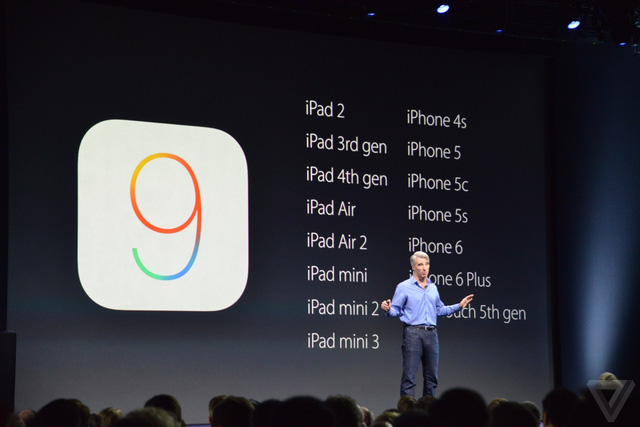 9
iPad 2
iPad 3rd gen
iPad 4th gen
iPad Air
iPad Air 2
iPad mini
iPad mini 2
iPad mini 3
iPhone 4s
iPhone 5
iPhone 5c
iPhone 5s
iPhone 6
6 Plus
5th gen